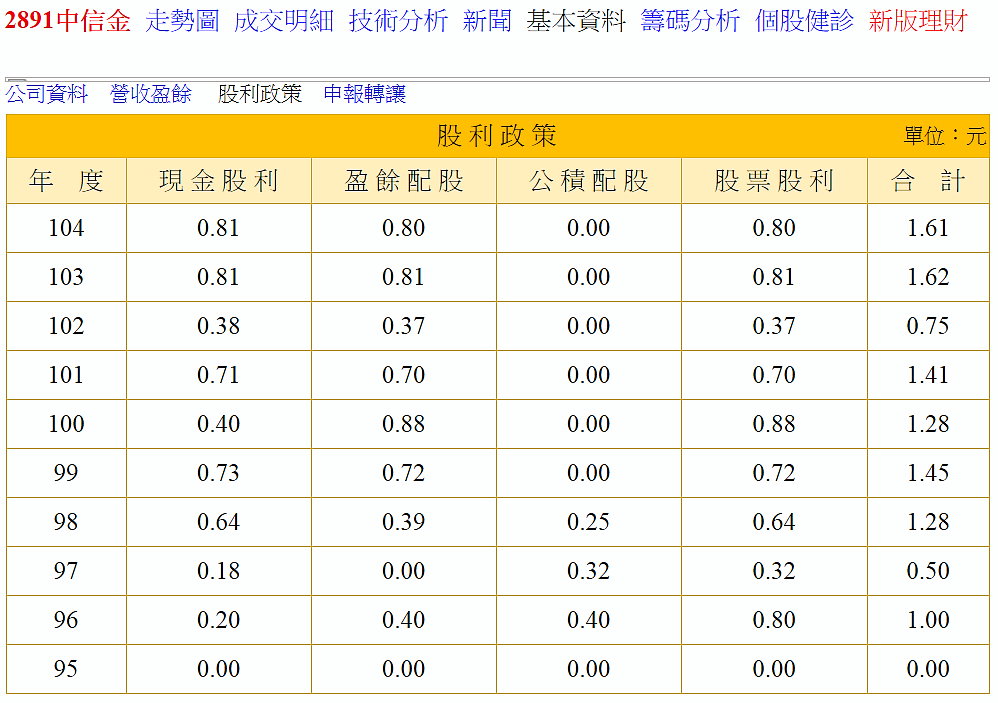 2891中信金 走勢圖 成交明細 技術分析 新聞 基本資料 籌碼分析 個股健診 新版理財
公司資料 營收盈餘 股利政策 申報轉讓
股利政策 單位：元
年 度 現金股利 盈餘配股 公積配股 股票股利 合 計
104 0.81 0.80 0.00 0.80 1.61
103 0.81 0.81 0.00 0.81 1.62
102 0.38 0.37 0.00 0.37 0.75
101 0.71 0.70 0.00 0.70 1.41
100 0.40 0.88 0.00 0.88 1.28
99 0.73 0.72 0.00 0.72 1.45
98 0.64 0.39 0.25 0.64 1.28
97 0.18 0.00 0.32 0.32 0.50
96 0.20 0.40 0.40 0.80 1.00
95 0.00 0.00 0.00 0.00 0.00